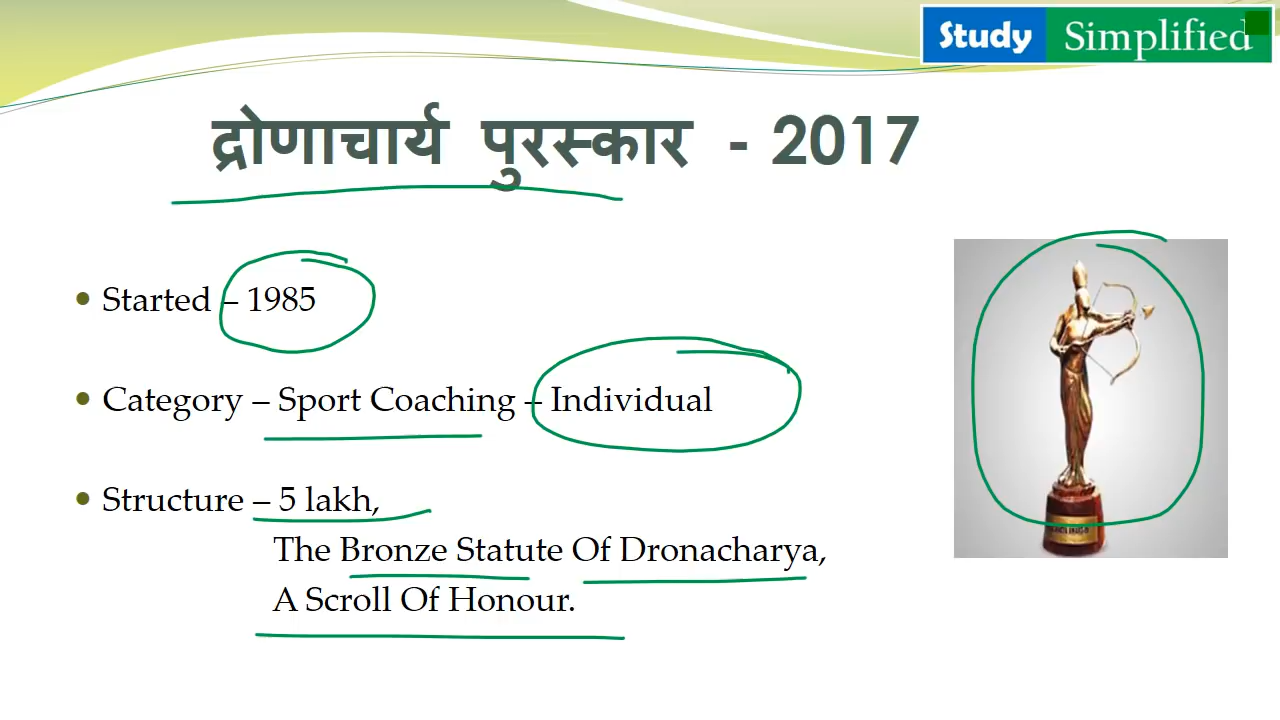 Study Simplified
द्रोणाचार्य पुरस्कार - 2017
Started – 1985
Category – Sport Coaching – Individual
Structure – 5 lakh,
The Bronze Statute Of Dronacharya,
A Scroll Of Honour.